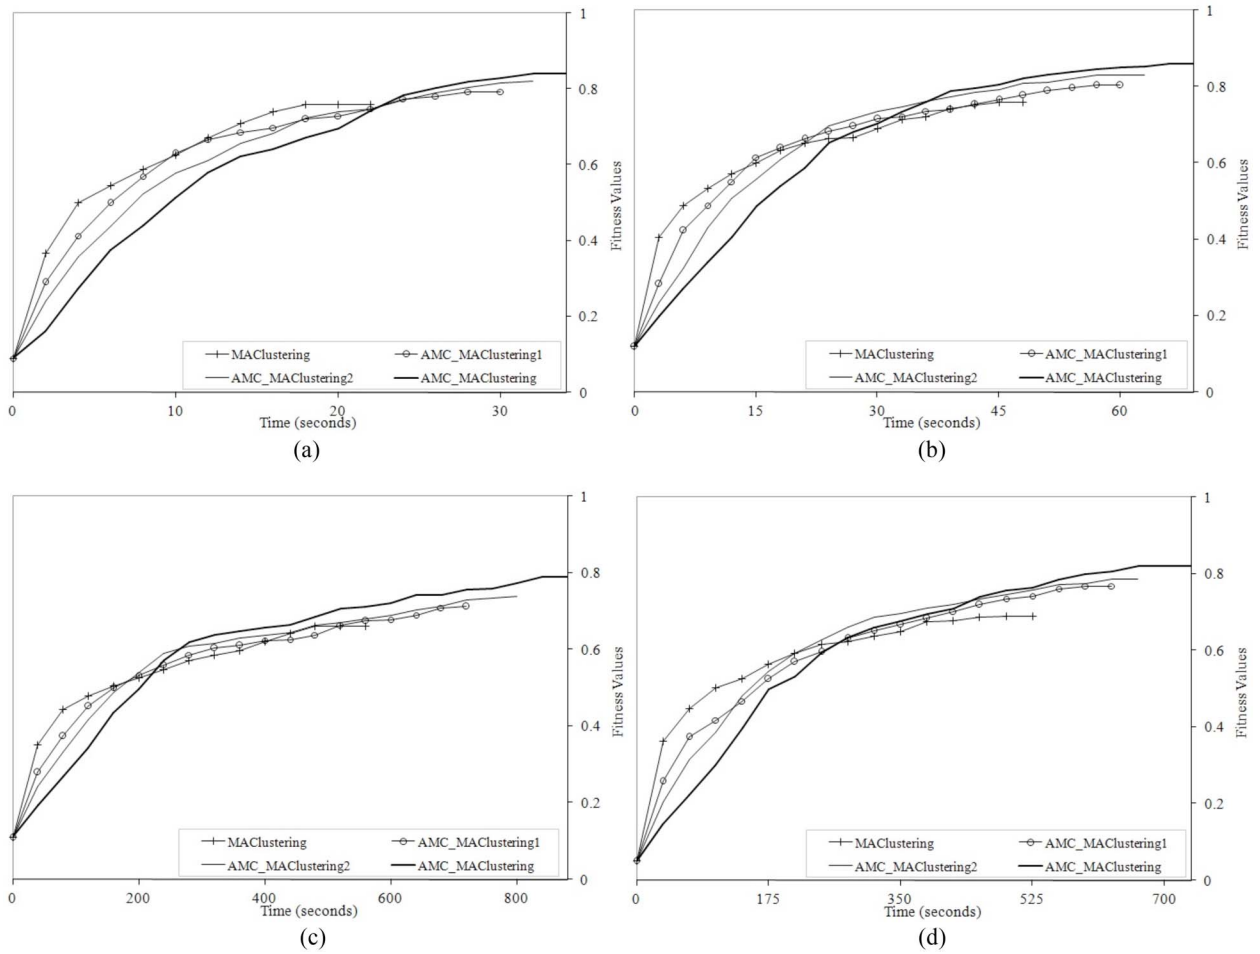 1
0.8
0.6
0.4
0.2
0
Fitness Values
MAClustering
AMC_MAClustering1
AMC_MAClustering2
AMC_MAClustering
0 10 20 30
Time (seconds)
(a)
1
0.8
0.6
0.4
0.2
0
Fitness Values
MAClustering
AMC_MAClustering1
AMC_MAClustering2
AMC_MAClustering
0 15 30 45 60
Time (seconds)
(b)
1
0.8
0.6
0.4
0.2
0
Fitness Values
MAClustering
AMC_MAClustering1
AMC_MAClustering2
AMC_MAClustering
0 200 400 600 800
Time (seconds)
(c)
1
0.8
0.6
0.4
0.2
0
Fitness Values
MAClustering
AMC_MAClustering1
AMC_MAClustering2
AMC_MAClustering
0 175 350 525 700
Time (seconds)
(d)